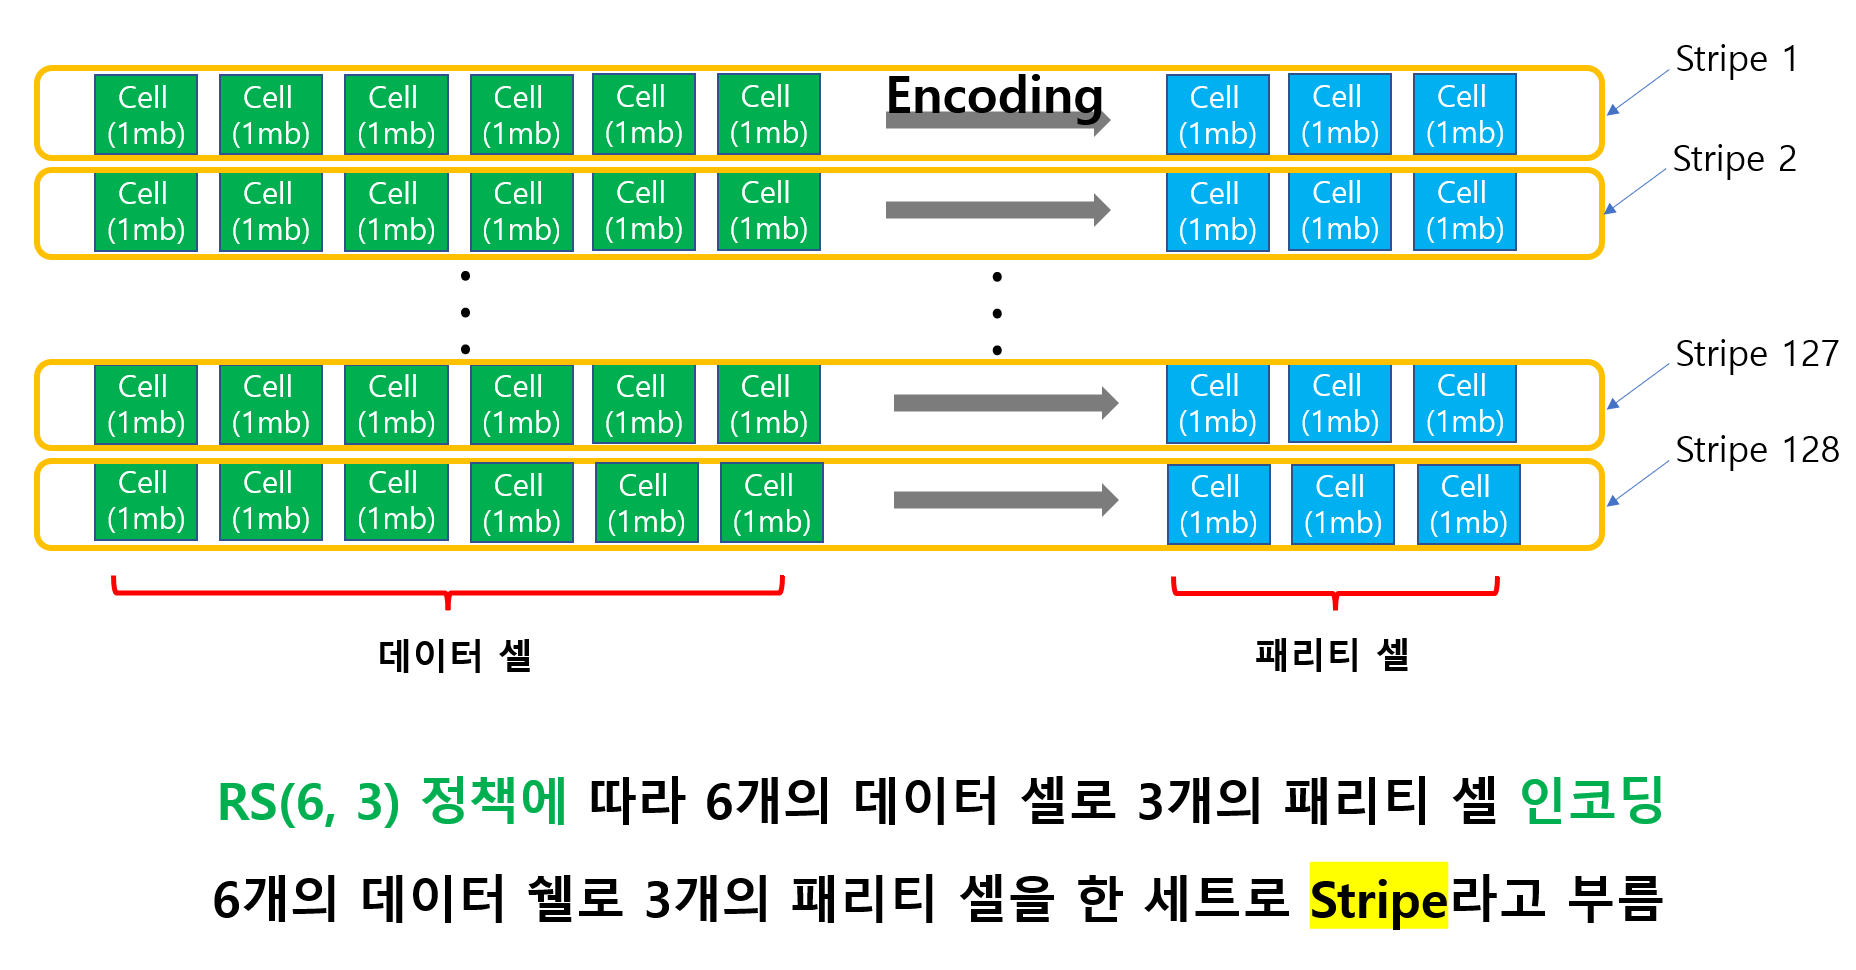 Stripe 1
Cell Cell Cell Cell Cell Cell Encoding Cell Cell Cell
(1mb) (1mb) (1mb) (1mb) (1mb) (1mb) (1mb) (1mb) (1mb)
Stripe 2
Cell Cell Cell Cell Cell Cell Cell Cell Cell
(1mb) (1mb) (1mb) (1mb) (1mb) (1mb) (1mb) (1mb) (1mb)
Stripe 127
Cell Cell Cell Cell Cell Cell Cell Cell Cell
(1mb) (1mb) (1mb) (1mb) (1mb) (1mb) (1mb) (1mb) (1mb)
Stripe 128
Cell Cell Cell Cell Cell Cell Cell Cell Cell
(1mb) (1mb) (1mb) (1mb) (1mb) (1mb) (1mb) (1mb) (1mb)
데이터 셀 패리티 셀
RS(6, 3) 정책에 따라 6개의 데이터 셀로 3개의 패리티 셀 인코딩
6개의 데이터 쉘로 3개의 패리티 셀을 한 세트로 Stripe라고 부름